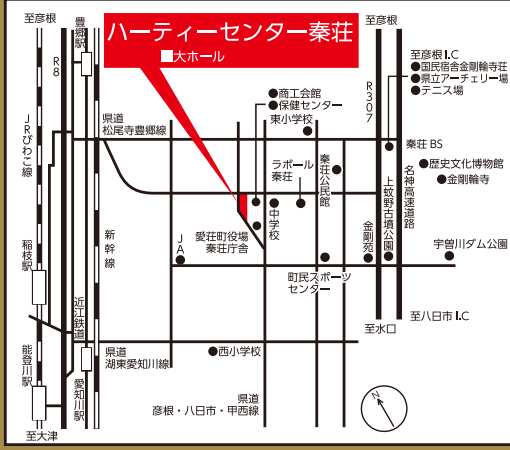 至彦根
豊郷駅
R8
JRびわこ線
ハーティーセンター秦荘
■大ホール
至彦根
R307
至彦根I.C
●国民宿舎金剛輪寺荘
●県立アーチェリー場
●テニス場
県道
松尾寺豊郷線
●商工会館
●保健センター
東小学校
秦荘BS
ラポール
秦荘
秦荘公民館
●歴史文化博物館
●金剛輪寺
名神高速道路
上蚊野古墳公園
金剛苑
宇曽川ダム公園
中学校
愛荘町役場
秦荘庁舎
JA
新幹線
稲枝駅
近江鉄道
町民スポーツ
センター
至八日市I.C
至水口
能登川駅
愛知川駅
県道
湖東愛知川線
●西小学校
県道
彦根・八日市・甲西線
N
至大津